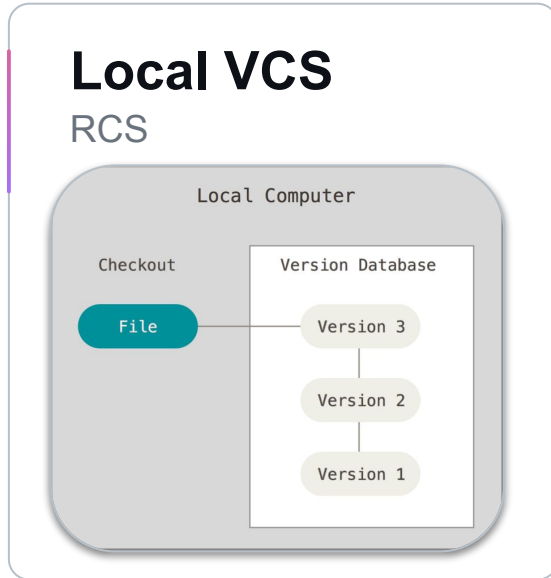 Local VCS
RCS
Local Computer
Checkout
Version Database
File
Version 3
Version 2
Version 1